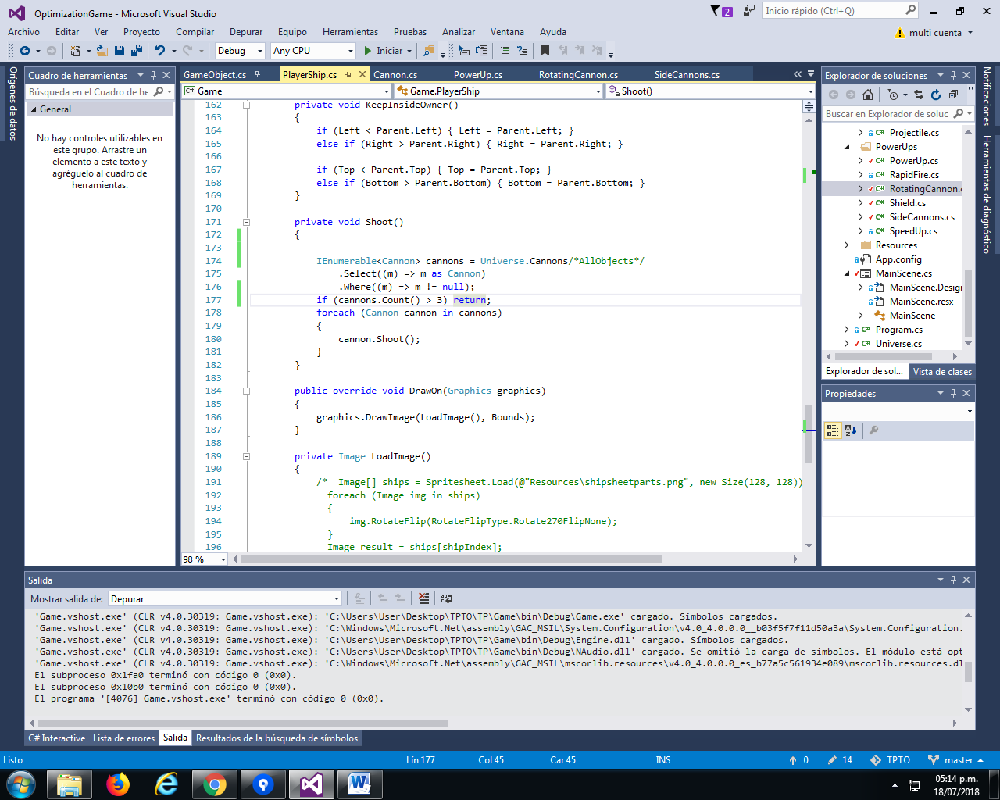 OptimizationGame - Microsoft Visual Studio
2
Inicio rápido (Ctrl+Q)
Archivo Editar Ver Proyecto Compilar Depurar Equipo Herramientas Pruebas Analizar Ventana Ayuda
multi cuenta
Debug Any CPU Iniciar
Orígenes de datos
Cuadro de herramientas
Búsqueda en el Cuadro de he
General
No hay controles utilizables en
este grupo. Arrastre un
elemento a este texto y
agréguelo al cuadro de
herramientas.
GameObject.cs PlayerShip.cs Cannon.cs PowerUp.cs RotatingCannon.cs SideCannons.cs
Game Game.PlayerShip Shoot()
162 private void KeepInsideOwner()
163 {
164 if (Left < Parent.Left) { Left = Parent.Left; }
165 else if (Right > Parent.Right) { Right = Parent.Right; }
166
167 if (Top < Parent.Top) { Top = Parent.Top; }
168 else if (Bottom > Parent.Bottom) { Bottom = Parent.Bottom; }
169 }
170
171 private void Shoot()
172 {
173
174 IEnumerable<Cannon> cannons = Universe.Cannons/*AllObjects*/
175 .Select((m) => m as Cannon)
176 .Where((m) => m != null);
177 if (cannons.Count() > 3) return;
178 foreach (Cannon cannon in cannons)
179 {
180 cannon.Shoot();
181 }
182 }
183
184 public override void DrawOn(Graphics graphics)
185 {
186 graphics.DrawImage(LoadImage(), Bounds);
187 }
188
189 private Image LoadImage()
190 {
191 /* Image[] ships = Spritesheet.Load(@"Resources\shipsheetparts.png", new Size(128, 128))
192 foreach (Image img in ships)
193 {
194 img.RotateFlip(RotateFlipType.Rotate270FlipNone);
195 }
196 Image result = ships[shipIndex];
98 %
Explorador de soluciones
Buscar en Explorador de soluc
Projectile.cs
PowerUps
PowerUp.cs
RapidFire.cs
RotatingCannon.
Shield.cs
SideCannons.cs
SpeedUp.cs
Resources
App.config
MainScene.cs
MainScene.Desig
MainScene.resx
MainScene
Program.cs
Universe.cs
Explorador de sol... Vista de clases
Propiedades
Notificaciones
Herramientas de diagnóstico
Salida
Mostrar salida de: Depurar
'Game.vshost.exe' (CLR v4.0.30319: Game.vshost.exe): 'C:\Users\User\Desktop\TPTO\TP\Game\bin\Debug\Game.exe' cargado. Símbolos cargados.
'Game.vshost.exe' (CLR v4.0.30319: Game.vshost.exe): 'C:\Windows\Microsoft.Net\assembly\GAC_MSIL\System.Configuration\v4.0_4.0.0.0__b03f5f7f11d50a3a\System.Configuration.
'Game.vshost.exe' (CLR v4.0.30319: Game.vshost.exe): 'C:\Users\User\Desktop\TPTO\TP\Game\bin\Debug\Engine.dll' cargado. Símbolos cargados.
'Game.vshost.exe' (CLR v4.0.30319: Game.vshost.exe): 'C:\Users\User\Desktop\TPTO\TP\Game\bin\Debug\NAudio.dll' cargado. Se omitió la carga de símbolos. El módulo está opt
'Game.vshost.exe' (CLR v4.0.30319: Game.vshost.exe): 'C:\Windows\Microsoft.Net\assembly\GAC_MSIL\mscorlib.resources\v4.0_4.0.0.0_es_b77a5c561934e089\mscorlib.resources.dl
El subproceso 0x1fa0 terminó con código 0 (0x0).
El subproceso 0x10b0 terminó con código 0 (0x0).
El programa '[4076] Game.vshost.exe' terminó con código 0 (0x0).
C# Interactive Lista de errores Salida Resultados de la búsqueda de símbolos
Listo Lín 177 Col 45 Car 45 INS 0 14 TPTO master
05:14 p.m.
18/07/2018